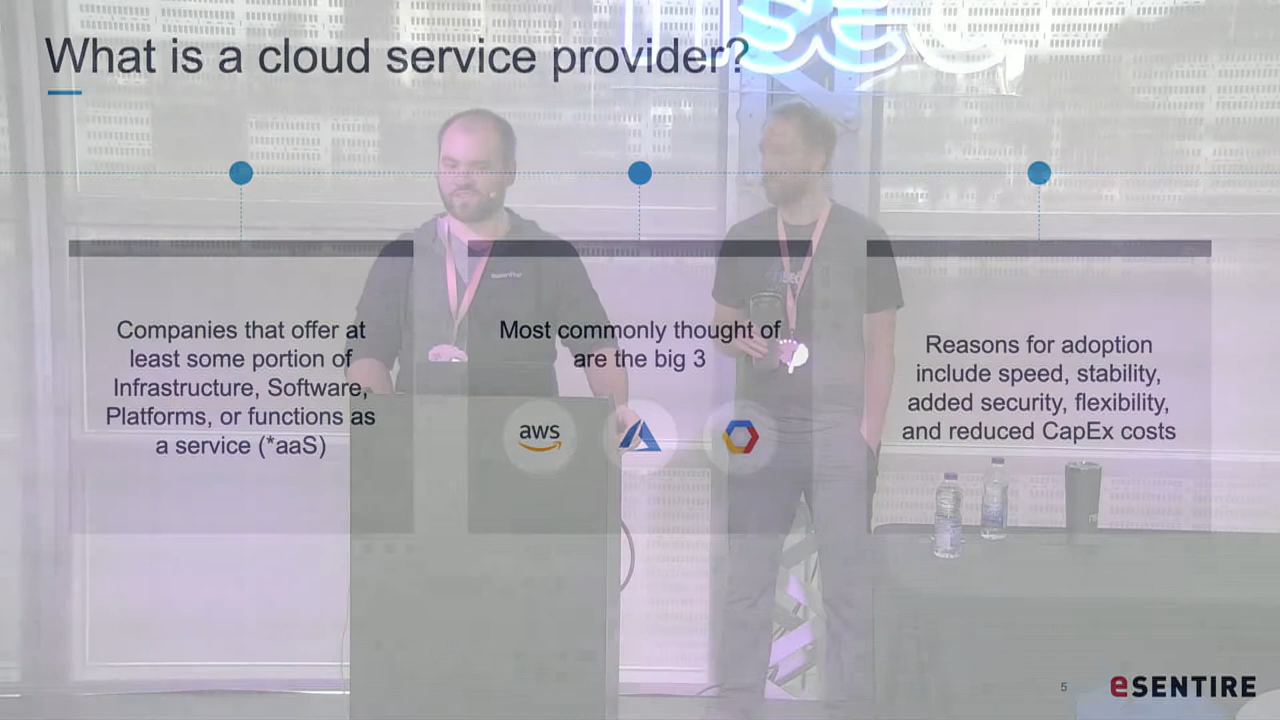 What is a cloud service provider?
Companies that offer at
least some portion of
Infrastructure, Software,
Platforms, or functions as
a service (*aaS)
Most commonly thought of
are the big 3
aws
Reasons for adoption
include speed, stability,
added security, flexibility,
and reduced CapEx costs
5
eSENTIRE